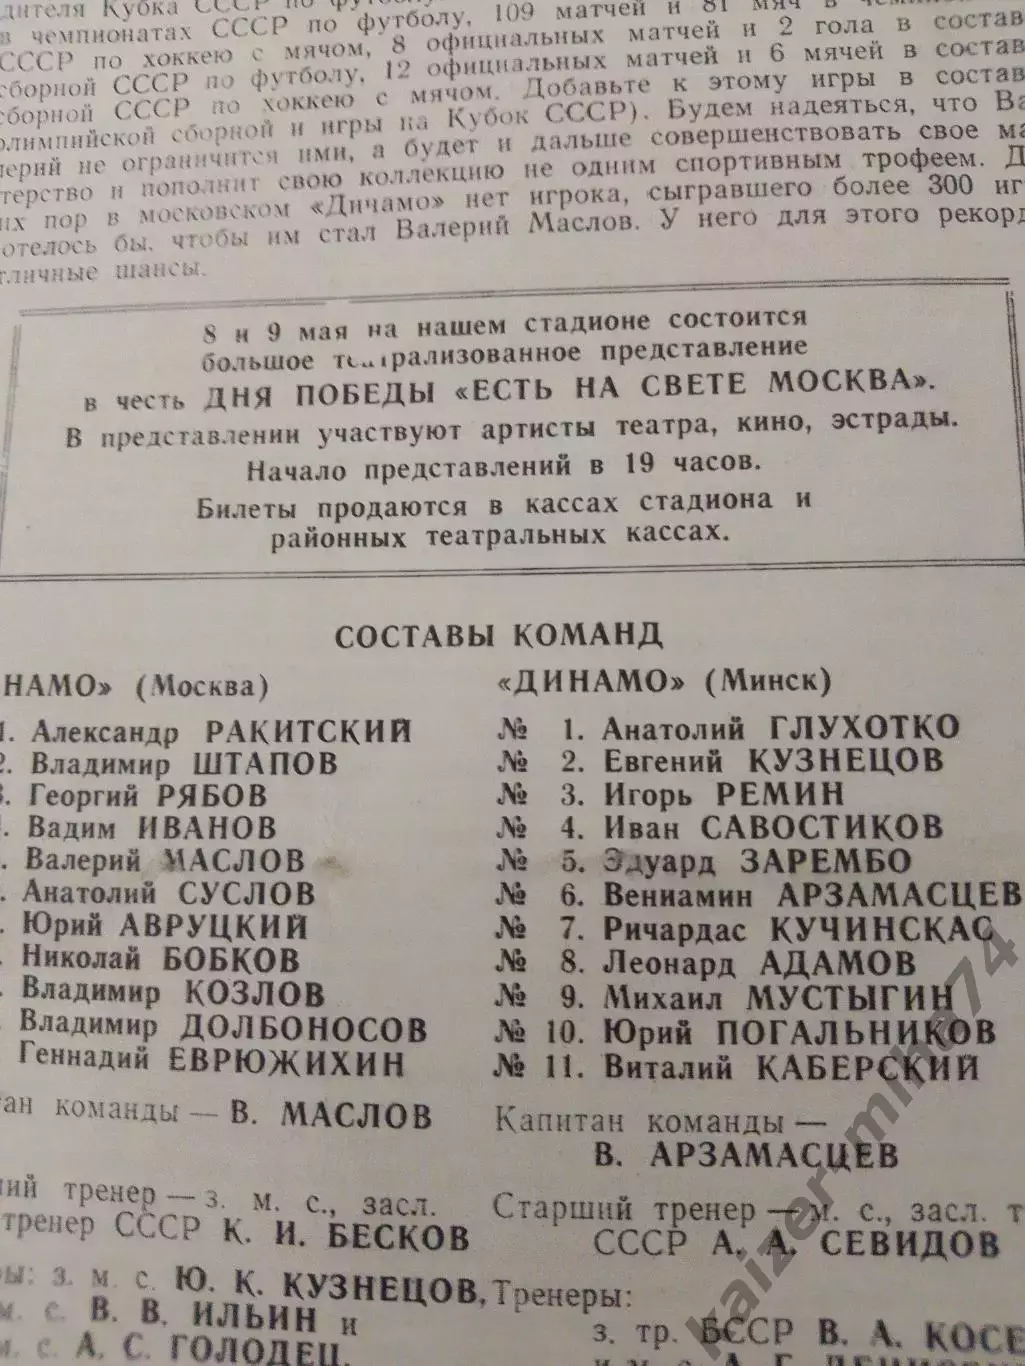 дителя Кубка СССР по футболу
в чемпионатах СССР по футболу, 109 матчей и 81 мяч в
СССР по хоккею с мячом, 8 официальных матчей и 2 гола в состав
сборной СССР по футболу, 12 официальных матчей и 6 мячей в состав
сборной СССР по хоккею с мячом. Добавьте к этому игры в состав
олимпийской сборной и игры на Кубок СССР). Будем надеяться, что Ва
лерий не ограничится ими, а будет и дальше совершенствовать свое ма
терство и пополнит свою коллекцию не одним спортивным трофеем. Д
их пор в московском «Динамо» нет игрока, сыгравшего более 300 иг
отелось бы, чтобы им стал Валерий Маслов. У него для этого рекорд
тличные шансы.
8 и 9 мая на нашем стадионе состоится
большое театрализованное представление
в честь ДНЯ ПОБЕДЫ «ЕСТЬ НА СВЕТЕ МОСКВА».
В представлении участвуют артисты театра, кино, эстрады.
Начало представлений в 19 часов.
Билеты продаются в кассах стадиона и
районных театральных кассах.
СОСТАВЫ КОМАНД
НАМО» (Москва)
1. Александр РАКИТСКИЙ
2. Владимир ШТАПОВ
3. Георгий РЯБОВ
. Вадим ИВАНОВ
. Валерий МАСЛОВ
. Анатолий СУСЛОВ
. Юрий АВРУЦКИЙ
. Николай БОБКОВ
. Владимир КОЗЛОВ
. Владимир ДОЛБОНОСОВ
Геннадий ЕВРЮЖИХИН
ан команды — В. МАСЛОВ
ий тренер — з. м. с., засл.
тренер СССР К. И. БЕСКОВ
ы: з. м. с. Ю. К. КУЗНЕЦОВ,
м. с. В. В. ИЛЬИН и
м. с. А. С. ГОЛОДЕЦ.
«ДИНАМО» (Минск)
№ 1. Анатолий ГЛУХОТКО
№ 2. Евгений КУЗНЕЦОВ
№ 3. Игорь РЕМИН
№ 4. Иван САВОСТИКОВ
№ 5. Эдуард ЗАРЕМБО
№ 6. Вениамин АРЗАМАСЦЕВ
№ 7. Ричардас КУЧИНСКАС
№ 8. Леонард АДАМОВ
№ 9. Михаил МУСТЫГИН
№ 10. Юрий ПОГАЛЬНИКОВ
№ 11. Виталий КАБЕРСКИЙ
Капитан команды —
В. АРЗАМАСЦЕВ
Старший тренер — м. с., засл. т
СССР А. А. СЕВИДОВ
Тренеры:
з. тр. БССР В. А. КОСЕ
kaizer-miha74